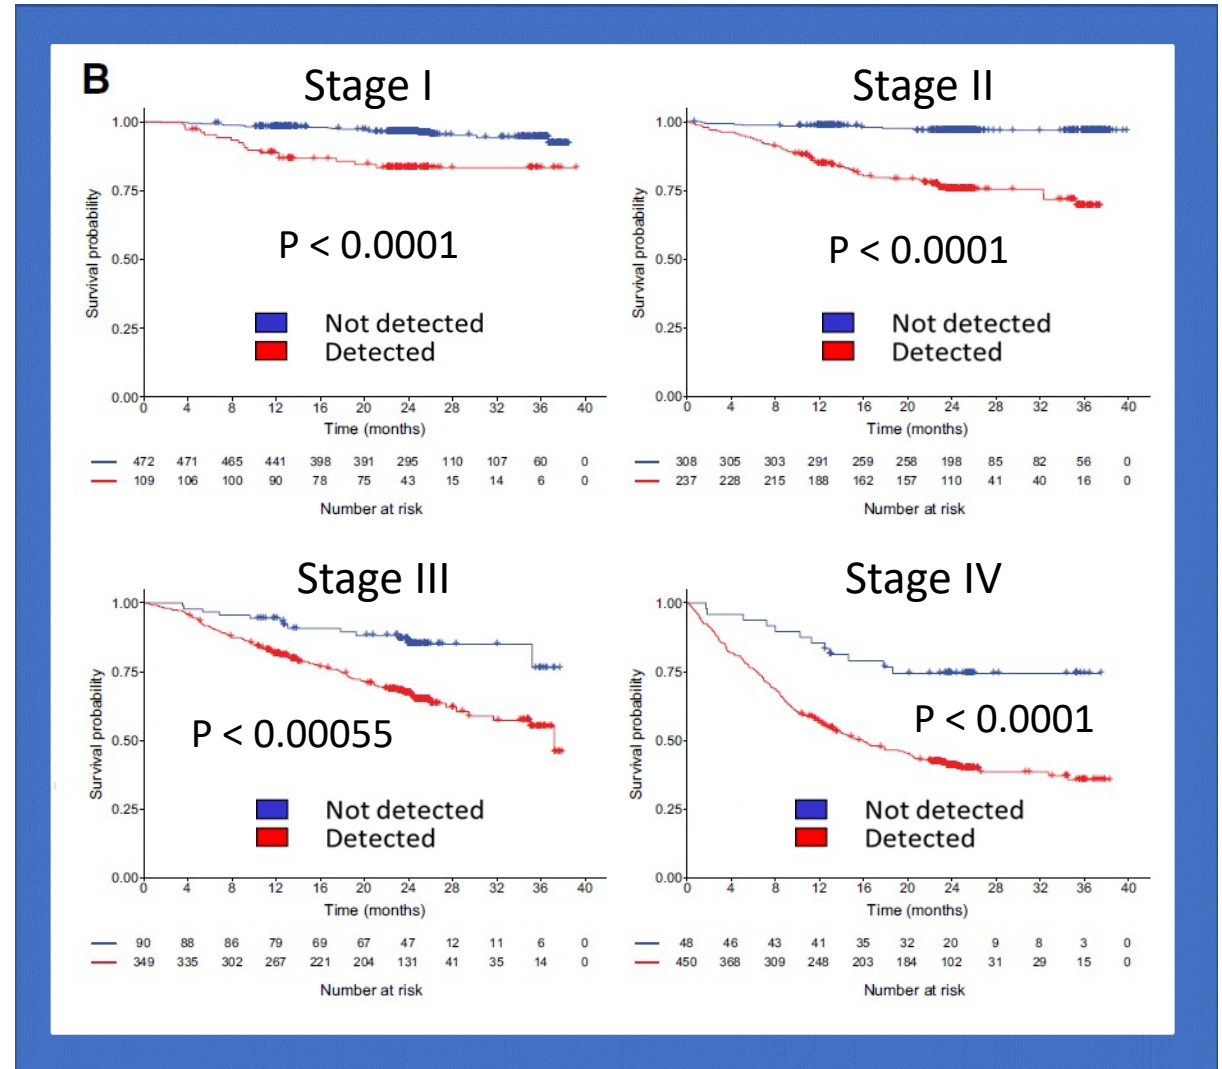 B
Stage I
Survival probability
1.00
0.75
0.50
0.25
0.00
P < 0.0001
Not detected
Detected
0 4 8 12 16 20 24 28 32 36 40
Time (months)
472 471 465 441 398 391 295 110 107 60 0
109 106 100 90 78 75 43 15 14 6 0
Number at risk
Stage II
Survival probability
1.00
0.75
0.50
0.25
0.00
P < 0.0001
Not detected
Detected
0 4 8 12 16 20 24 28 32 36 40
Time (months)
308 305 303 291 259 258 198 85 82 56 0
237 228 215 188 162 157 110 41 40 16 0
Number at risk
Stage III
Survival probability
1.00
0.75
0.50
0.25
0.00
P < 0.00055
Not detected
Detected
0 4 8 12 16 20 24 28 32 36 40
Time (months)
90 88 86 79 69 67 47 12 11 6 0
349 335 302 267 221 204 131 41 35 14 0
Number at risk
Stage IV
Survival probability
1.00
0.75
0.50
0.25
0.00
P < 0.0001
Not detected
Detected
0 4 8 12 16 20 24 28 32 36 40
Time (months)
48 46 43 41 35 32 20 9 8 3 0
450 368 309 248 203 184 102 31 29 15 0
Number at risk